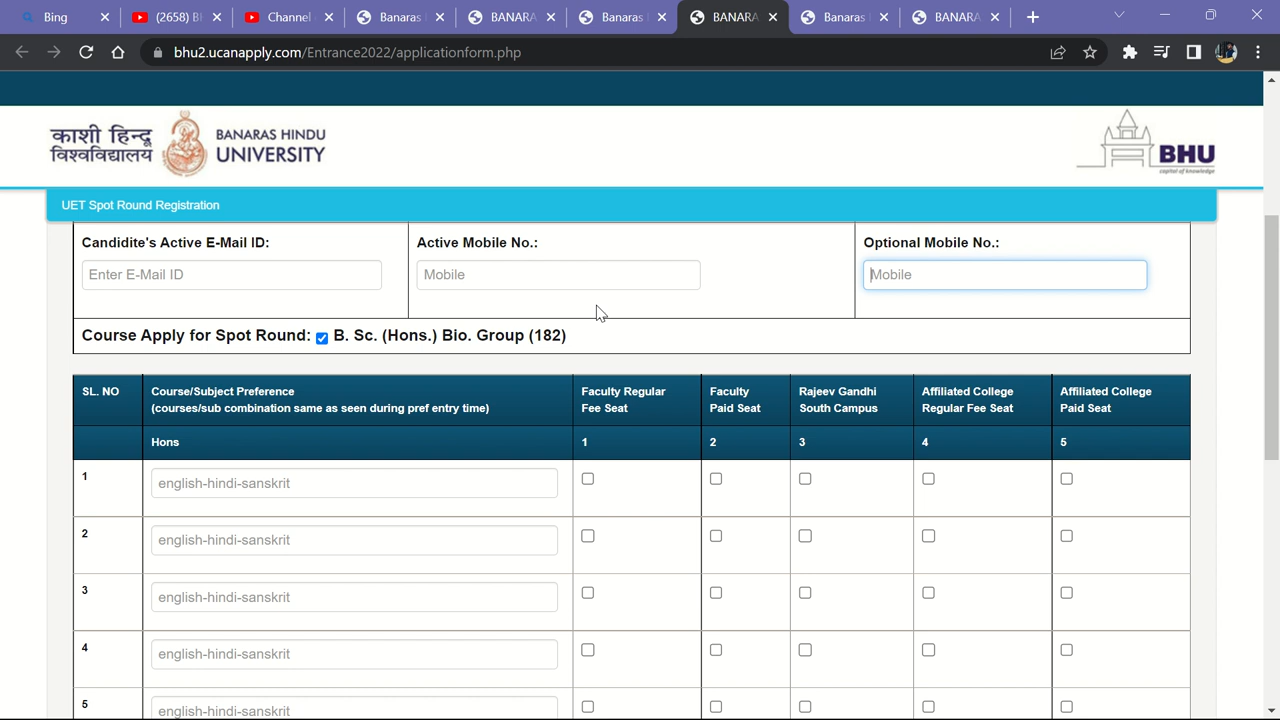 Bing
(2658) B
Channel
Banaras
BANARA
Banaras
BANARA
Banaras
BANARA
bhu2.ucanapply.com/Entrance2022/applicationform.php
काशी हिन्दू
विश्वविद्यालय
BANARAS HINDU
UNIVERSITY
BHU
capital of knowledge
UET Spot Round Registration
Candidite's Active E-Mail ID:
Active Mobile No.:
Optional Mobile No.:
Enter E-Mail ID
Mobile
Mobile
Course Apply for Spot Round: B. Sc. (Hons.) Bio. Group (182)
SL. NO
Course/Subject Preference
(courses/sub combination same as seen during pref entry time)
Faculty Regular
Fee Seat
Faculty
Paid Seat
Rajeev Gandhi
South Campus
Affiliated College
Regular Fee Seat
Affiliated College
Paid Seat
Hons
1
2
3
4
5
1
english-hindi-sanskrit
2
english-hindi-sanskrit
3
english-hindi-sanskrit
4
english-hindi-sanskrit
5
english-hindi-sanskrit